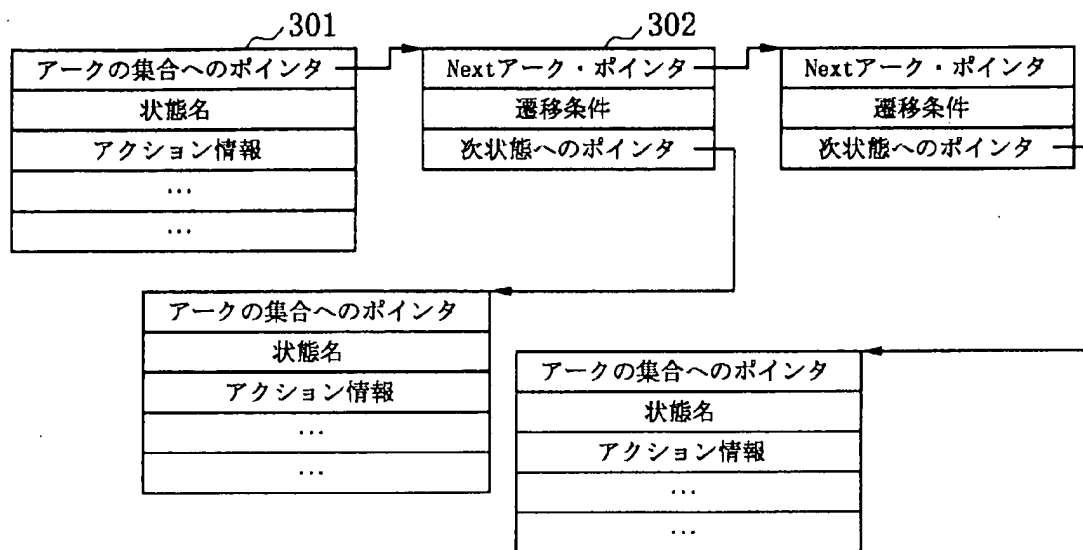 301
アークの集合へのポインタ
状態名
アクション情報
...
...
302
Nextアーク・ポインタ
遷移条件
次状態へのポインタ
Nextアーク・ポインタ
遷移条件
次状態へのポインタ
アークの集合へのポインタ
状態名
アクション情報
...
...
アークの集合へのポインタ
状態名
アクション情報
...
...